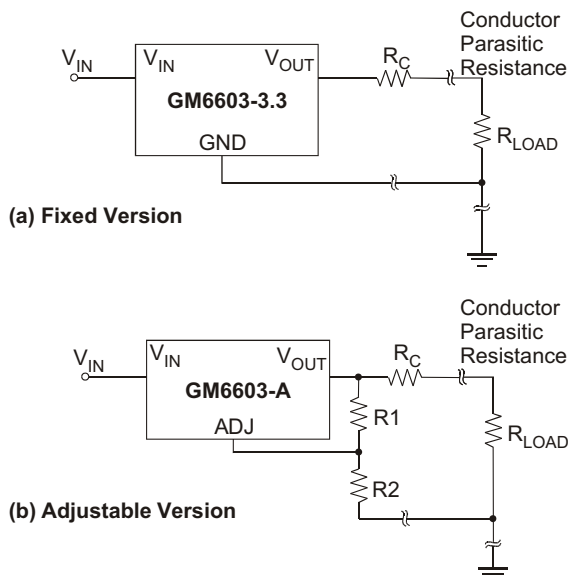 Conductor
Parasitic
Resistance
V_IN V_IN V_OUT R_C
GM6603-3.3
GND R_LOAD
(a) Fixed Version
Conductor
Parasitic
Resistance
V_IN V_IN V_OUT R_C
GM6603-A
ADJ R1 R_LOAD
R2
(b) Adjustable Version